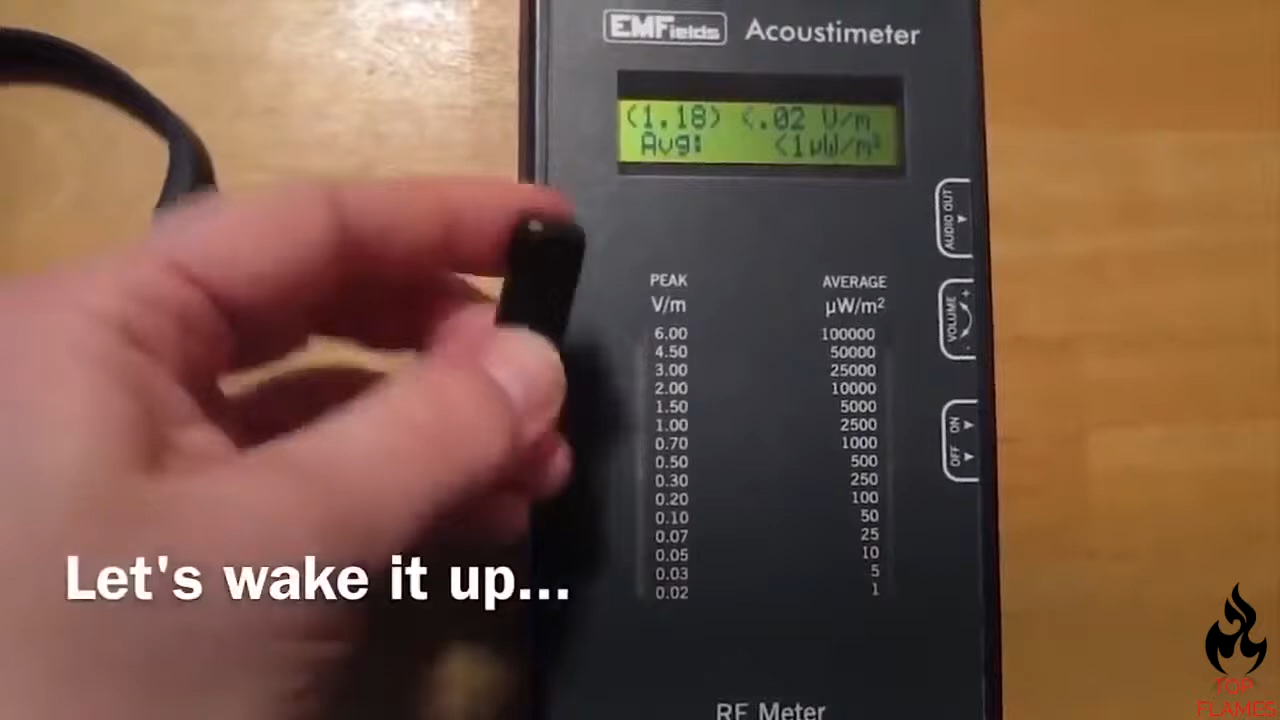 EMFields Acoustimeter
(1.18) <.02 V/m
Avg: <1µW/m²
AUDIO OUT
VOLUME + -
OFF ON
PEAK AVERAGE
V/m µW/m²
6.00 100000
4.50 50000
3.00 25000
2.00 10000
1.50 5000
1.00 2500
0.70 1000
0.50 500
0.30 250
0.20 100
0.10 50
0.07 25
0.05 10
0.03 5
0.02 1
Let's wake it up...
RF Meter
TOP
FLAMES